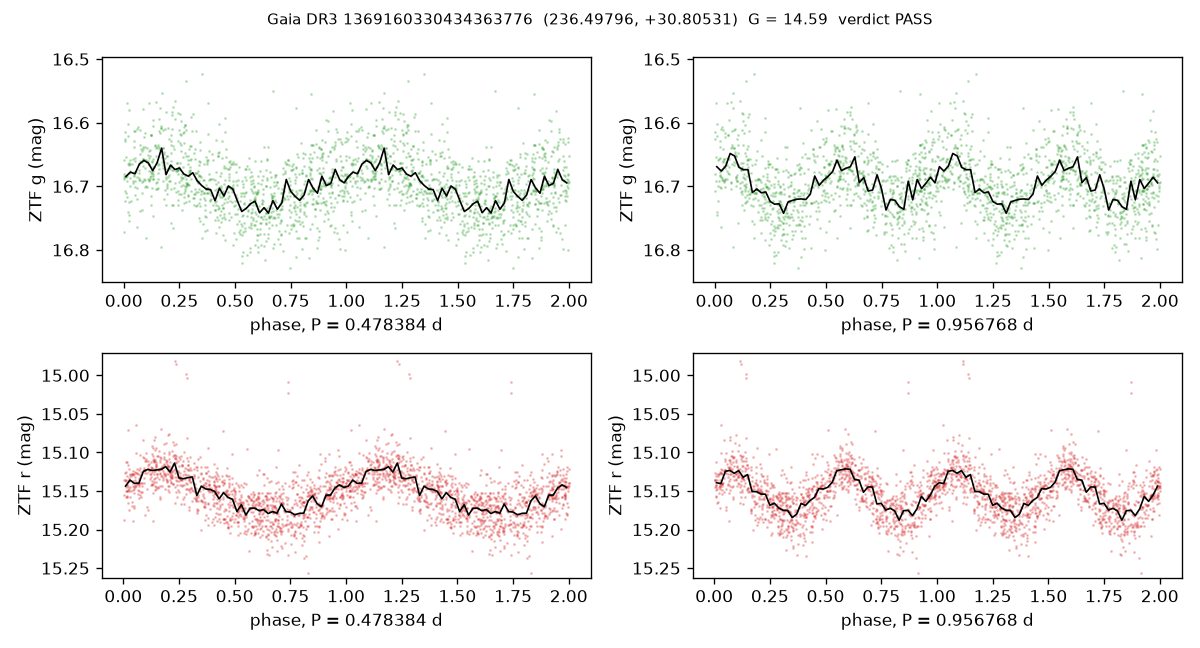 Gaia DR3 1369160330434363776 (236.49796, +30.80531) G = 14.59 verdict PASS
16.5
16.6
16.7
16.8
ZTF g (mag)
0.00 0.25 0.50 0.75 1.00 1.25 1.50 1.75 2.00
phase, P = 0.478384 d
16.5
16.6
16.7
16.8
ZTF g (mag)
0.00 0.25 0.50 0.75 1.00 1.25 1.50 1.75 2.00
phase, P = 0.956768 d
15.00
15.05
15.10
15.15
15.20
15.25
ZTF r (mag)
0.00 0.25 0.50 0.75 1.00 1.25 1.50 1.75 2.00
phase, P = 0.478384 d
15.00
15.05
15.10
15.15
15.20
15.25
ZTF r (mag)
0.00 0.25 0.50 0.75 1.00 1.25 1.50 1.75 2.00
phase, P = 0.956768 d